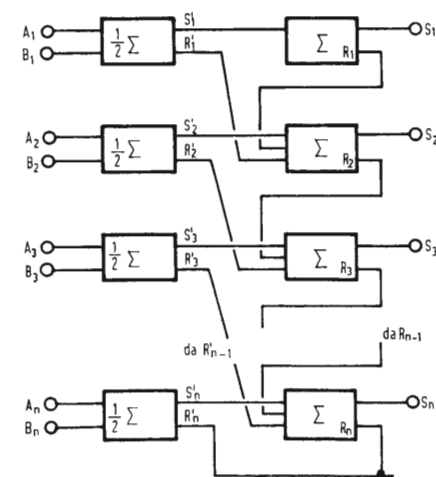 A1 B1 ½ Σ S'1 R'1 Σ R1 S1
A2 B2 ½ Σ S'2 R'2 Σ R2 S2
A3 B3 ½ Σ S'3 R'3 Σ R3 S3
da R'n-1 da Rn-1
An Bn ½ Σ S'n R'n Σ Rn Sn